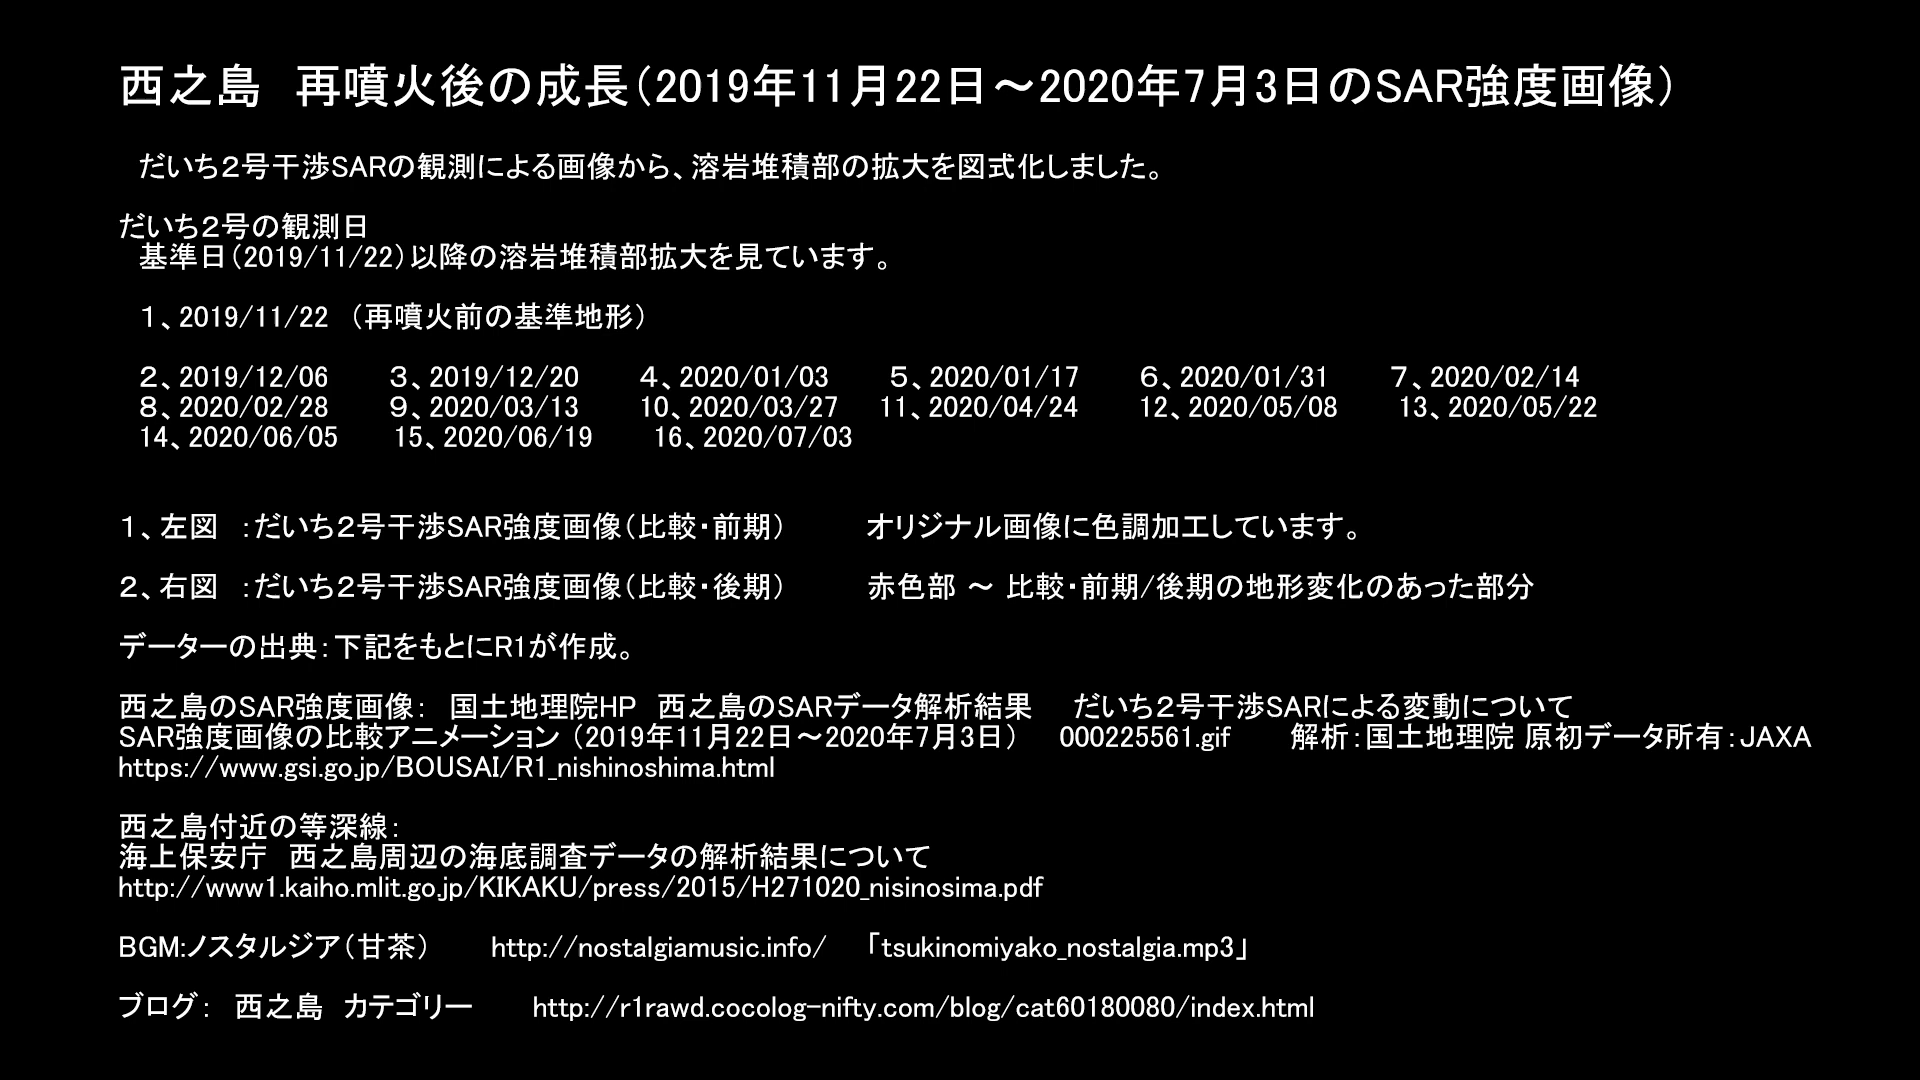 西之島　再噴火後の成長（2019年11月22日～2020年7月3日のSAR強度画像）
だいち２号干渉SARの観測による画像から、溶岩堆積部の拡大を図式化しました。
だいち２号の観測日
基準日（2019/11/22）以降の溶岩堆積部拡大を見ています。
１、2019/11/22　（再噴火前の基準地形）
２、2019/12/06　　３、2019/12/20　　４、2020/01/03　　５、2020/01/17　　６、2020/01/31　　７、2020/02/14
８、2020/02/28　　９、2020/03/13　　10、2020/03/27　　11、2020/04/24　　12、2020/05/08　　13、2020/05/22
14、2020/06/05　　15、2020/06/19　　16、2020/07/03
１、左図　：だいち２号干渉SAR強度画像（比較・前期）　　　オリジナル画像に色調加工しています。
２、右図　：だいち２号干渉SAR強度画像（比較・後期）　　　赤色部 ～ 比較・前期/後期の地形変化のあった部分
データーの出典：下記をもとにR1が作成。
西之島のSAR強度画像：　国土地理院HP　西之島のSARデータ解析結果　 だいち２号干渉SARによる変動について
SAR強度画像の比較アニメーション （2019年11月22日～2020年7月3日）　 000225561.gif　　解析：国土地理院 原初データ所有：JAXA
https://www.gsi.go.jp/BOUSAI/R1_nishinoshima.html
西之島付近の等深線：
海上保安庁　西之島周辺の海底調査データの解析結果について
http://www1.kaiho.mlit.go.jp/KIKAKU/press/2015/H271020_nisinosima.pdf
BGM:ノスタルジア（甘茶）　　http://nostalgiamusic.info/　「tsukinomiyako_nostalgia.mp3」
ブログ：　西之島　カテゴリー　　http://r1rawd.cocolog-nifty.com/blog/cat60180080/index.html